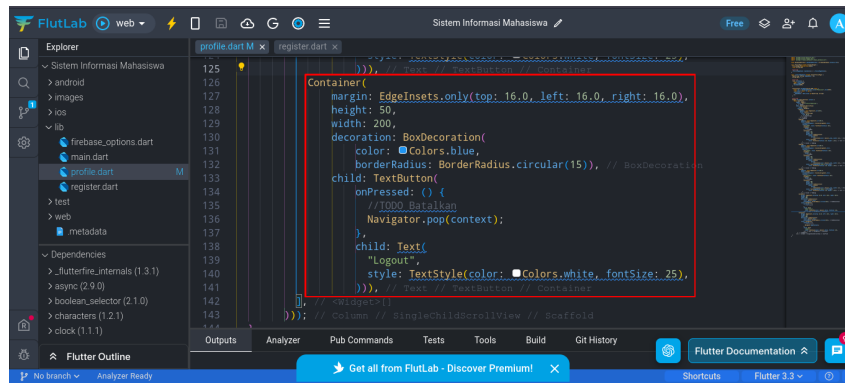 FlutLab web Sistem Informasi Mahasiswa Free A
Explorer
profile.dart M × register.dart ×
Sistem Informasi Mahasiswa
android
images
ios
lib
firebase_options.dart
main.dart
profile.dart M
register.dart
test
web
metadata
Dependencies
_flutterfire_internals (1.3.1)
async (2.9.0)
boolean_selector (2.1.0)
characters (1.2.1)
clock (1.1.1)
Flutter Outline
125 ))), // Text // TextButton // Container
126 Container(
127 margin: EdgeInsets.only(top: 16.0, left: 16.0, right: 16.0),
128 height: 50,
129 width: 200,
130 decoration: BoxDecoration(
131 color: Colors.blue,
132 borderRadius: BorderRadius.circular(15)), // BoxDecoration
133 child: TextButton(
134 onPressed: () {
135 //TODO Batalkan
136 Navigator.pop(context);
137 },
138 child: Text(
139 "Logout",
140 style: TextStyle(color: Colors.white, fontSize: 25),
141 ))), // Text // TextButton // Container
142 ], // <Widget>[]
143 ))); // Column // SingleChildScrollView // Scaffold
Outputs Analyzer Pub Commands Tests Tools Build Git History
Flutter Documentation
Get all from FlutLab - Discover Premium! ×
No branch Analyzer Ready Shortcuts Flutter 3.3